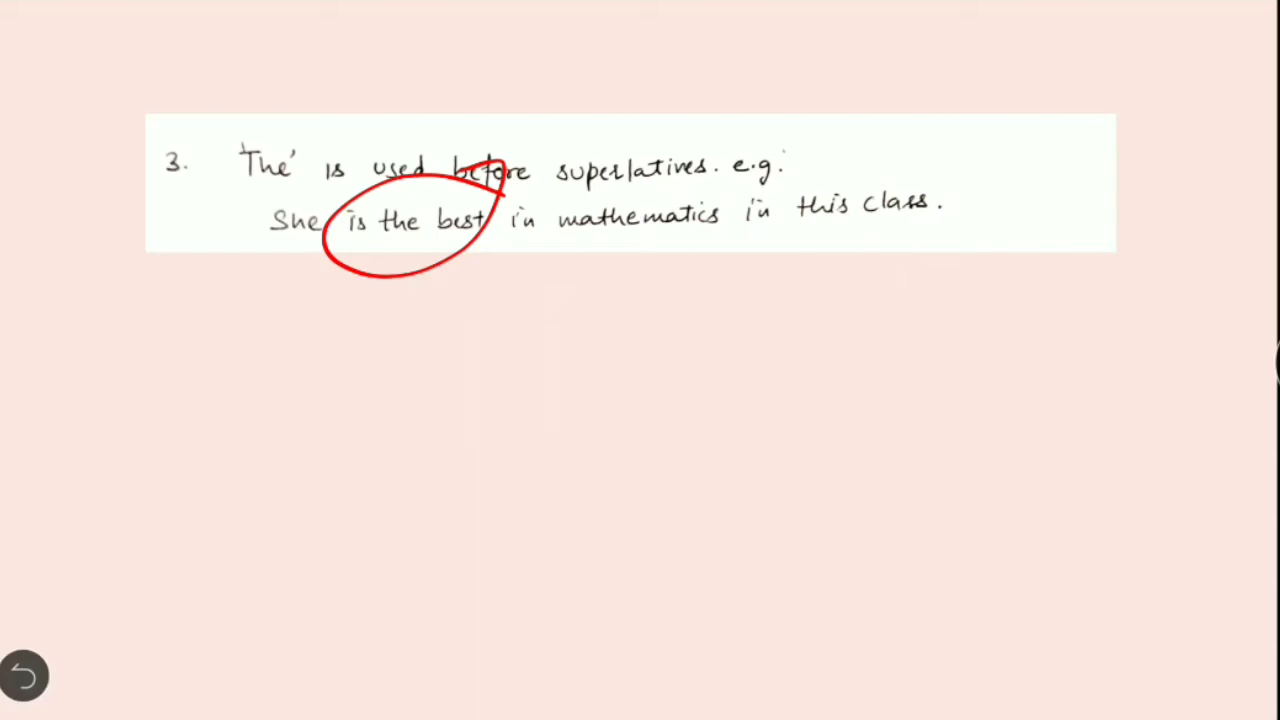 3. 'The' is used before superlatives. e.g:
She is the best in mathematics in this class.